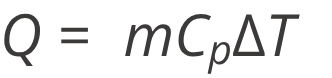 Q = mCpΔT